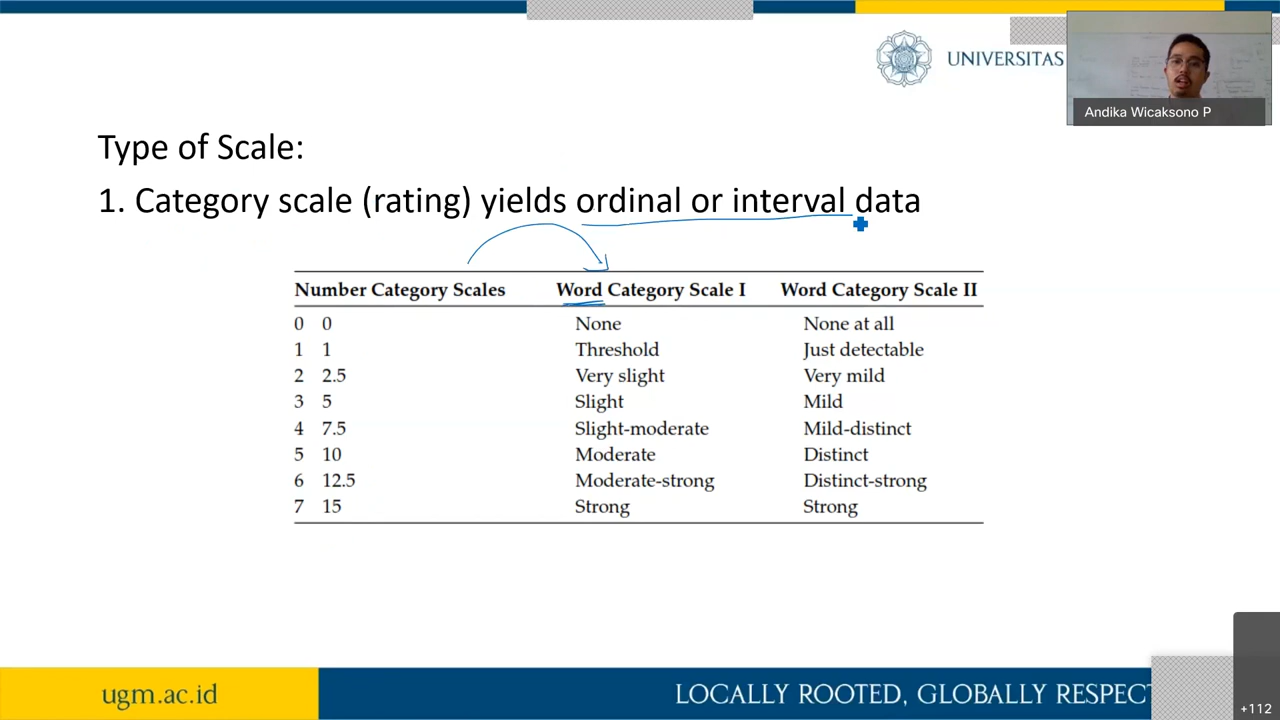 UNIVERSITAS
Andika Wicaksono P
Type of Scale:
1. Category scale (rating) yields ordinal or interval data
Number Category Scales Word Category Scale I Word Category Scale II
0 0 None None at all
1 1 Threshold Just detectable
2 2.5 Very slight Very mild
3 5 Slight Mild
4 7.5 Slight-moderate Mild-distinct
5 10 Moderate Distinct
6 12.5 Moderate-strong Distinct-strong
7 15 Strong Strong
ugm.ac.id
LOCALLY ROOTED, GLOBALLY RESPEC
+112